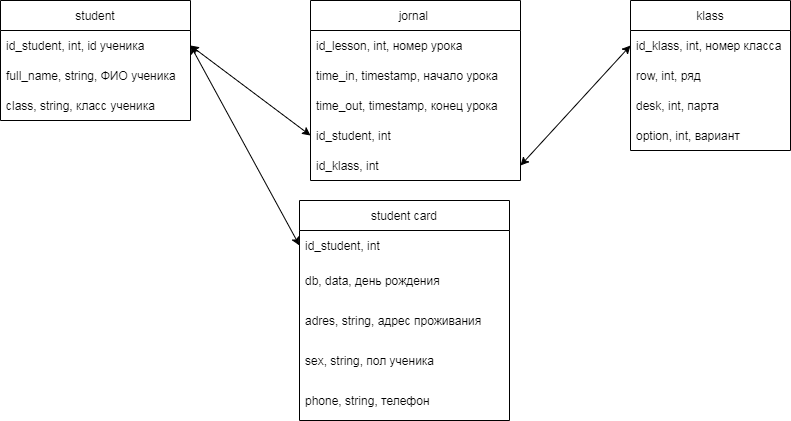 student
id_student, int, id ученика
full_name, string, ФИО ученика
class, string, класс ученика
jornal
id_lesson, int, номер урока
time_in, timestamp, начало урока
time_out, timestamp, конец урока
id_student, int
id_klass, int
klass
id_klass, int, номер класса
row, int, ряд
desk, int, парта
option, int, вариант
student card
id_student, int
db, data, день рождения
adres, string, адрес проживания
sex, string, пол ученика
phone, string, телефон